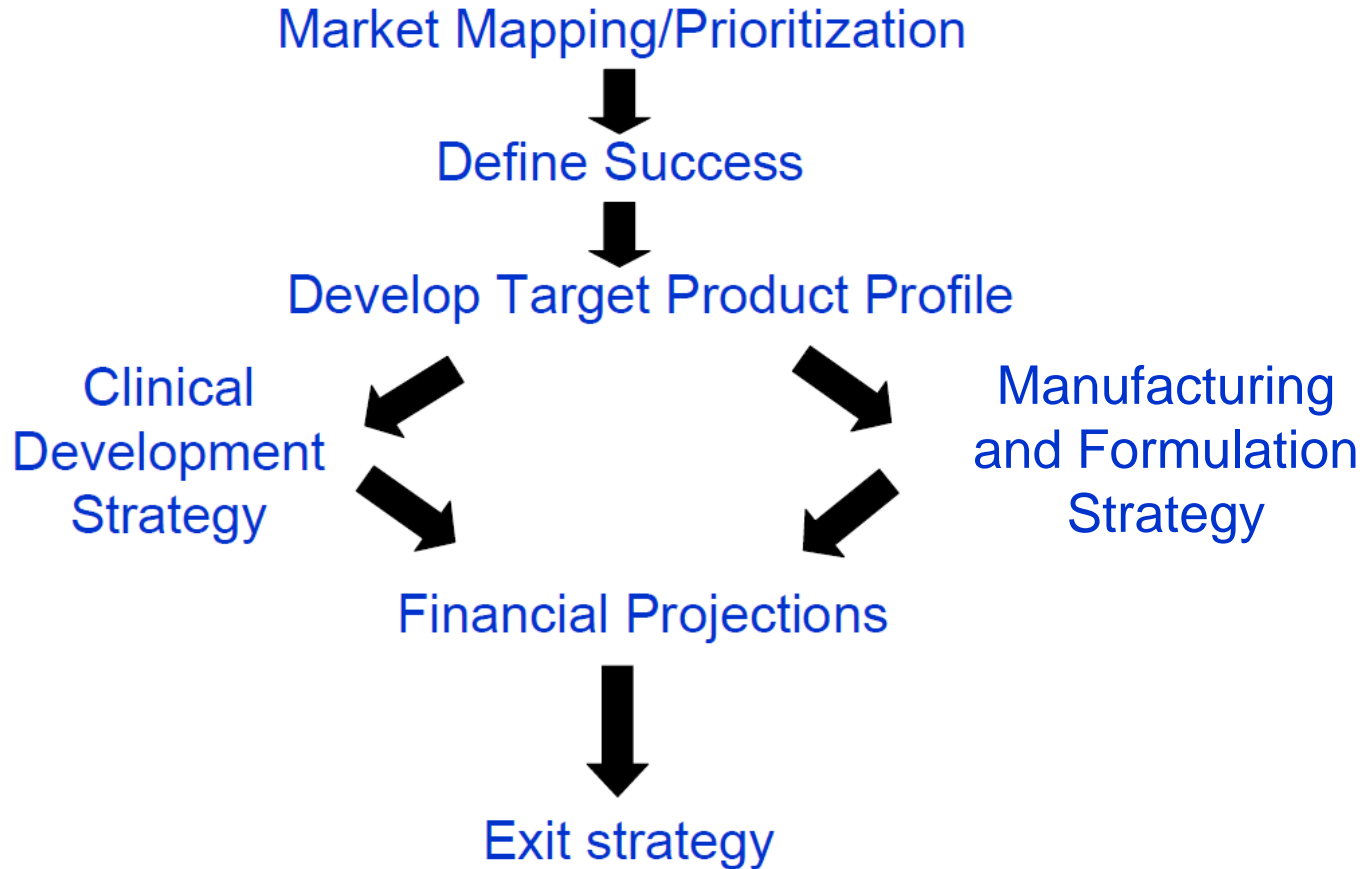 Market Mapping/Prioritization
Define Success
Develop Target Product Profile
Clinical
Development
Strategy
Manufacturing
and Formulation
Strategy
Financial Projections
Exit strategy